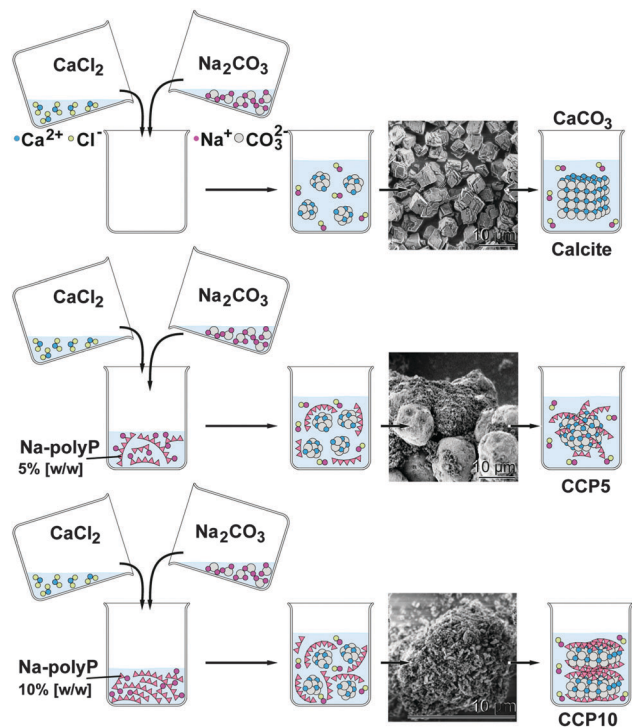 CaCl2
Na2CO3
Ca2+ Cl- Na+ CO32-
CaCO3
10 µm
Calcite
CaCl2
Na2CO3
Na-polyP
5% [w/w]
10 µm
CCP5
CaCl2
Na2CO3
Na-polyP
10% [w/w]
10 µm
CCP10